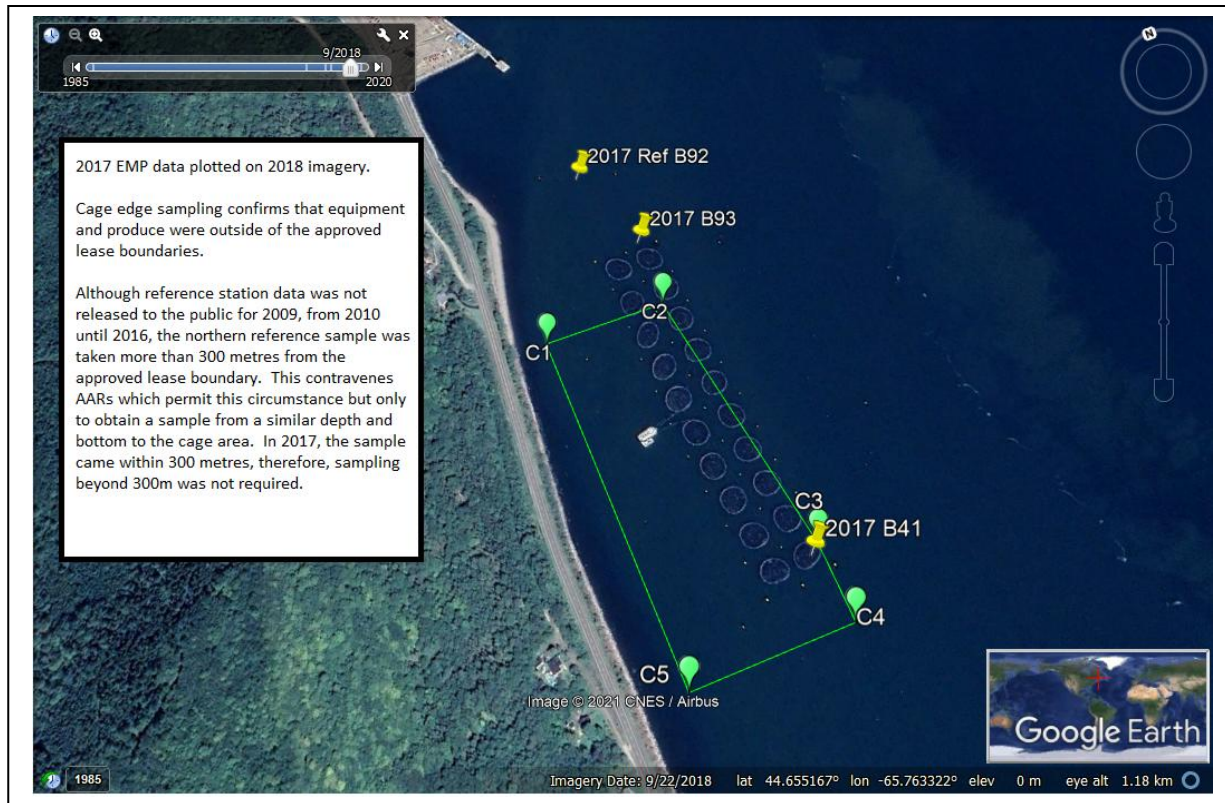 9/2018
1985
2020
N
2017 EMP data plotted on 2018 imagery.
Cage edge sampling confirms that equipment
and produce were outside of the approved
lease boundaries.
Although reference station data was not
released to the public for 2009, from 2010
until 2016, the northern reference sample was
taken more than 300 metres from the
approved lease boundary.  This contravenes
AARs which permit this circumstance but only
to obtain a sample from a similar depth and
bottom to the cage area.  In 2017, the sample
came within 300 metres, therefore, sampling
beyond 300m was not required.
2017 Ref B92
2017 B93
C2
C1
C3
2017 B41
C4
C5
Image © 2021 CNES / Airbus
Google Earth
1985
Imagery Date: 9/22/2018 lat 44.655167° lon -65.763322° elev 0 m eye alt 1.18 km